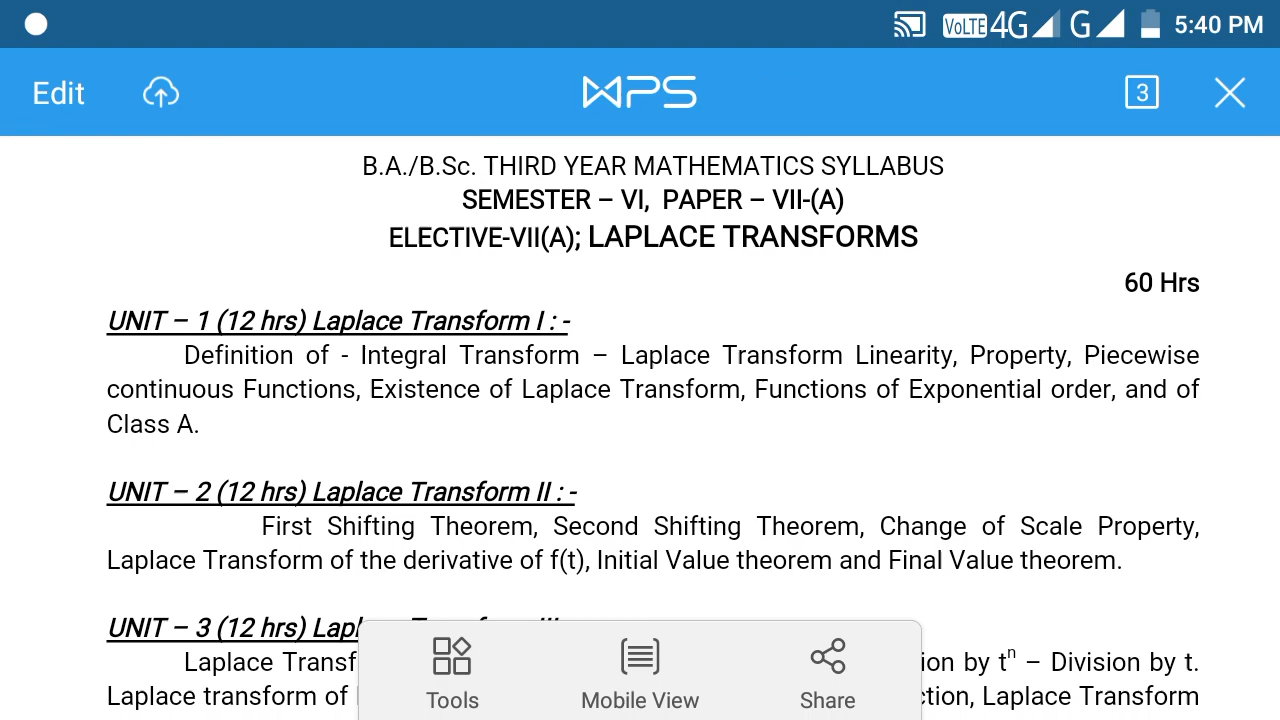 VoLTE 4G G 5:40 PM
Edit WPS 3
B.A./B.Sc. THIRD YEAR MATHEMATICS SYLLABUS
SEMESTER – VI, PAPER – VII-(A)
ELECTIVE-VII(A); LAPLACE TRANSFORMS
60 Hrs
UNIT – 1 (12 hrs) Laplace Transform I : -
Definition of - Integral Transform – Laplace Transform Linearity, Property, Piecewise
continuous Functions, Existence of Laplace Transform, Functions of Exponential order, and of
Class A.
UNIT – 2 (12 hrs) Laplace Transform II : -
First Shifting Theorem, Second Shifting Theorem, Change of Scale Property,
Laplace Transform of the derivative of f(t), Initial Value theorem and Final Value theorem.
UNIT – 3 (12 hrs)
Laplace by tⁿ – Division by t.
Laplace transform of Laplace Transform
Tools Mobile View Share